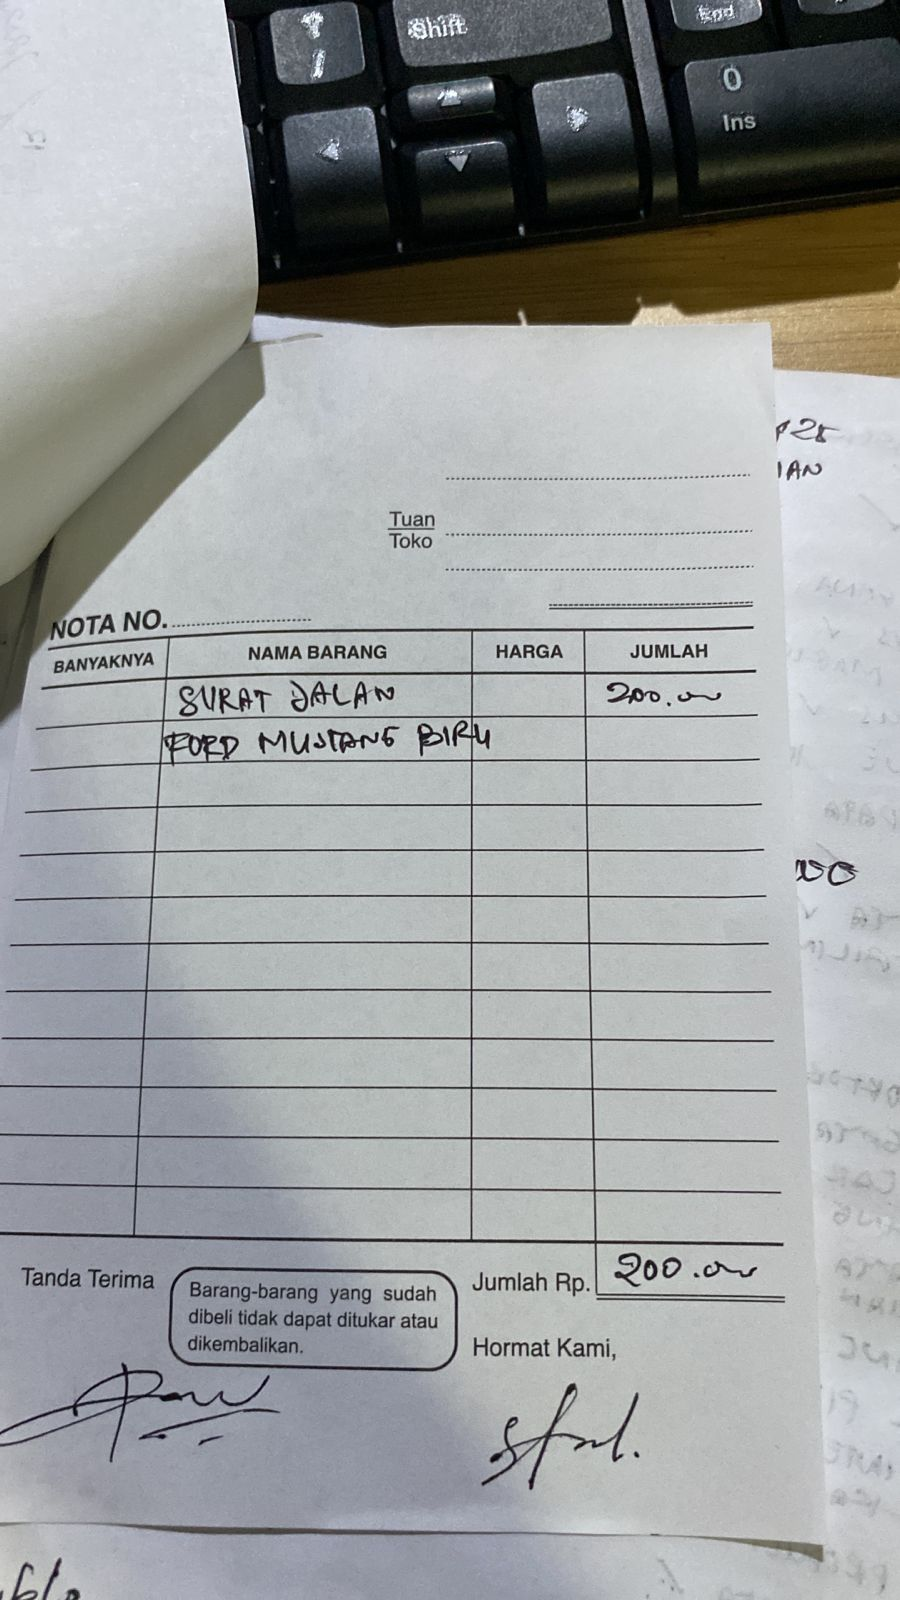 Shift
End
0
Ins
25
IAN
Tuan
Toko
NOTA NO.
BANYAKNYA NAMA BARANG HARGA JUMLAH
SURAT JALAN 200.000
FORD MUSTANG BIRU
Tanda Terima
Barang-barang yang sudah
dibeli tidak dapat ditukar atau
dikembalikan.
Jumlah Rp. 200.000
Hormat Kami,